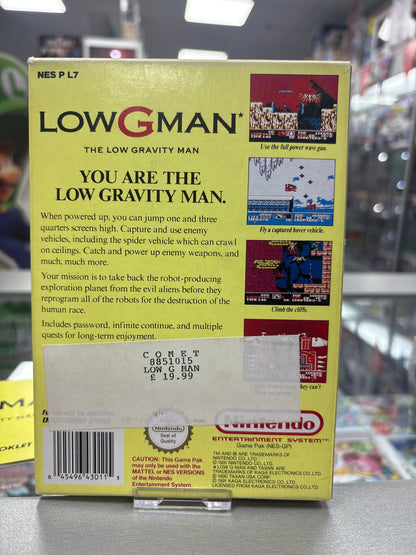 NES P L7
LOWGMAN*
THE LOW GRAVITY MAN
YOU ARE THE
LOW GRAVITY MAN.
When powered up, you can jump one and three
quarters screens high. Capture and use enemy
vehicles, including the spider vehicle which can crawl
on ceilings. Catch and power up enemy weapons, and
much, much more.
Your mission is to take back the robot-producing
exploration planet from the evil aliens before they
reprogram all of the robots for the destruction of the
human race.
Includes password, infinite continue, and multiple
quests for long-term enjoyment.
Use the full power wave gun.
Fly a captured hover vehicle.
Climb the cliffs.
they can't
COMET
8851015
LOW G MAN
£ 19.99
Nintendo
ENTERTAINMENT SYSTEM™
Game Pak (NES-GP)
Nintendo
Seal of
Quality
CAUTION: This Game Pak
may only be used with the
MATTEL or NES VERSIONS
of the Nintendo
Entertainment System.
TM AND ® ARE TRADEMARKS OF
NINTENDO CO., LTD.
© 1991 NINTENDO CO., LTD.
* LOW G MAN AND TAXAN ARE
TRADEMARKS OF KAGA ELECTRONICS CO., LTD.
© 1990 TAXAN USA CORP.
© 1991 KAGA ELECTRONICS CO., LTD.
LICENSED FROM KAGA ELECTRONICS CO., LTD.
0 45496 43011 5